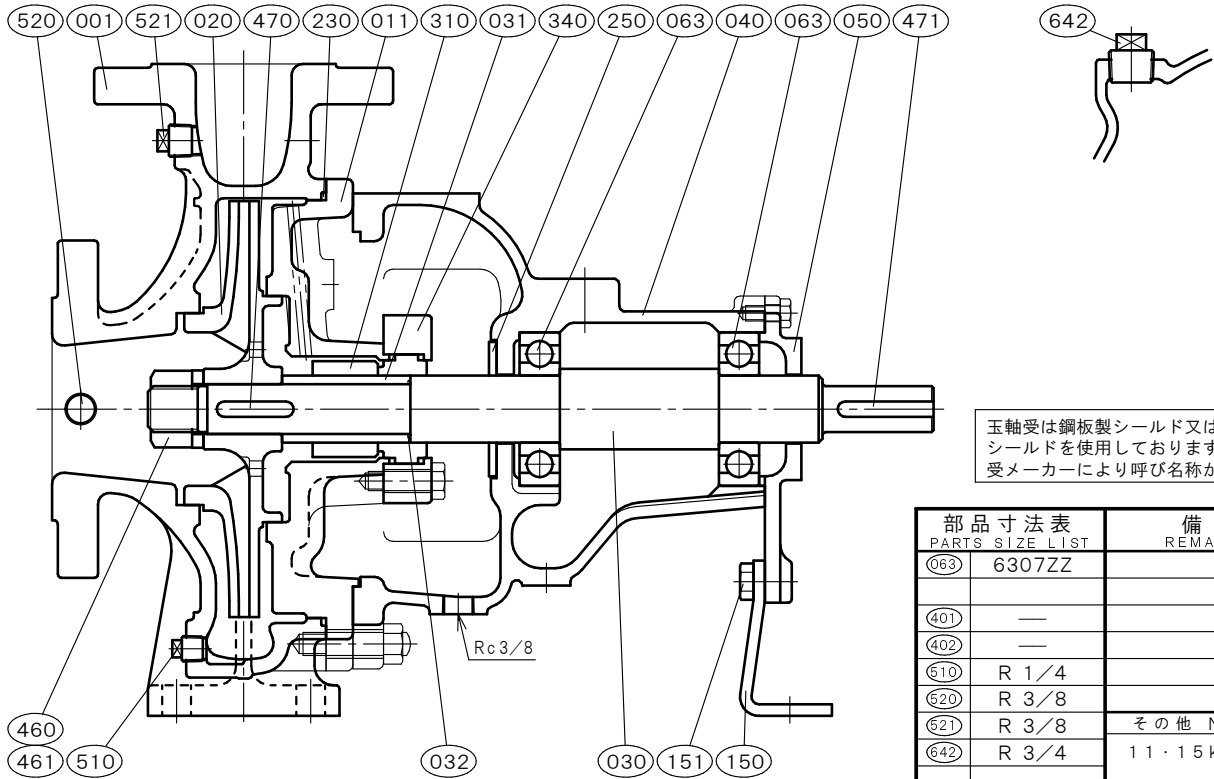 520 001 521 020 470 230 011 310 031 340 250 063 040 063 050 471 642
玉軸受は鋼板製シールド又は
シールドを使用しております
受メーカーにより呼び名称か
部品寸法表 備
PARTS SIZE LIST REMA
063 6307ZZ
401 ―
402 ―
510 R 1/4
520 R 3/8
521 R 3/8 その他 N
642 R 3/4 11・15k
Rc3/8
460
461 510 032 030 151 150